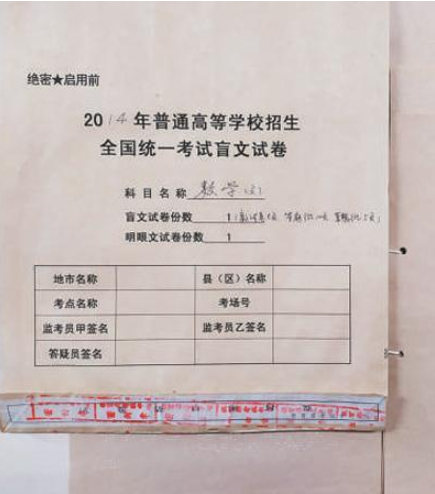 绝密★启用前
2014年普通高等学校招生
全国统一考试盲文试卷
科目名称 数学(文)
盲文试卷份数 1
明眼文试卷份数 1
地市名称 县（区）名称
考点名称 考场号
监考员甲签名 监考员乙签名
答疑员签名